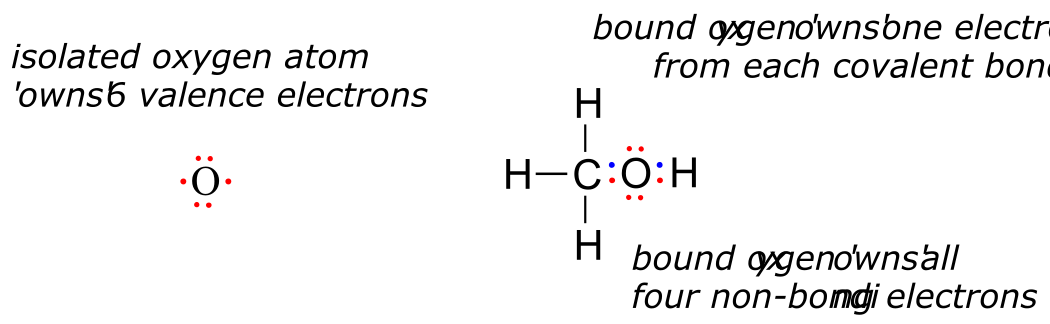 isolated oxygen atom
'owns' 6 valence electrons
O
bound oxygen 'owns' one electro
from each covalent bond
H
H—C:O:H
H
bound oxygen 'owns' all
four non-bonding electrons